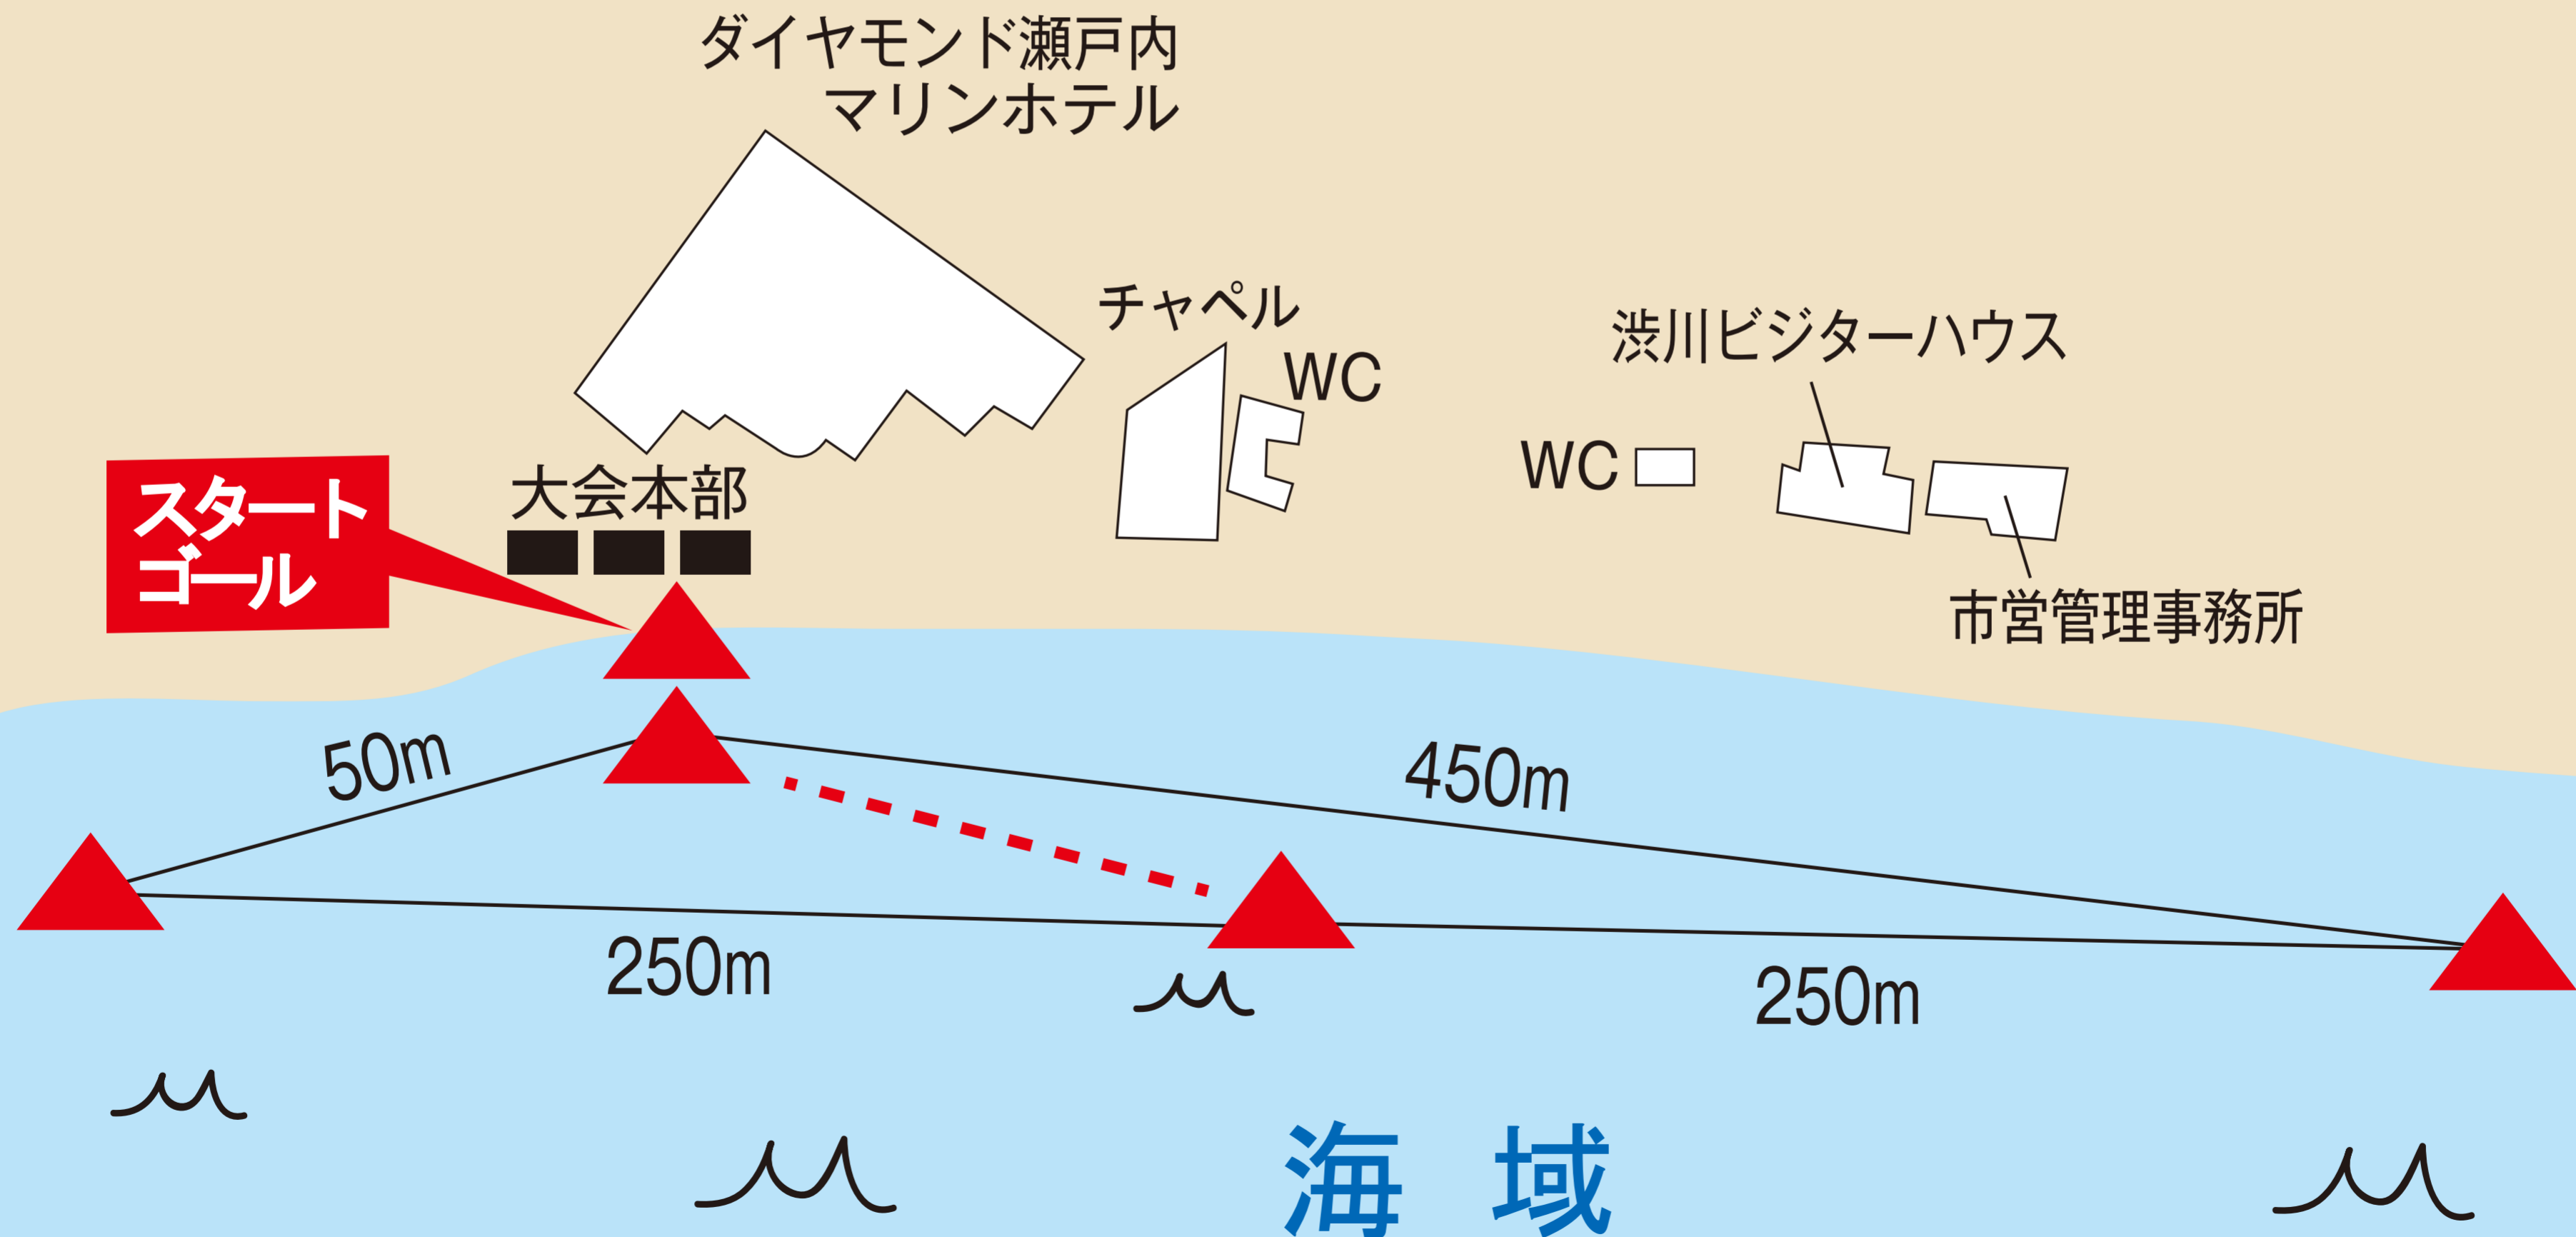 ダイヤモンド瀬戸内
マリンホテル
チャペル
WC
渋川ビジターハウス
WC
大会本部
スタート
ゴール
市営管理事務所
50m
450m
250m
250m
海域